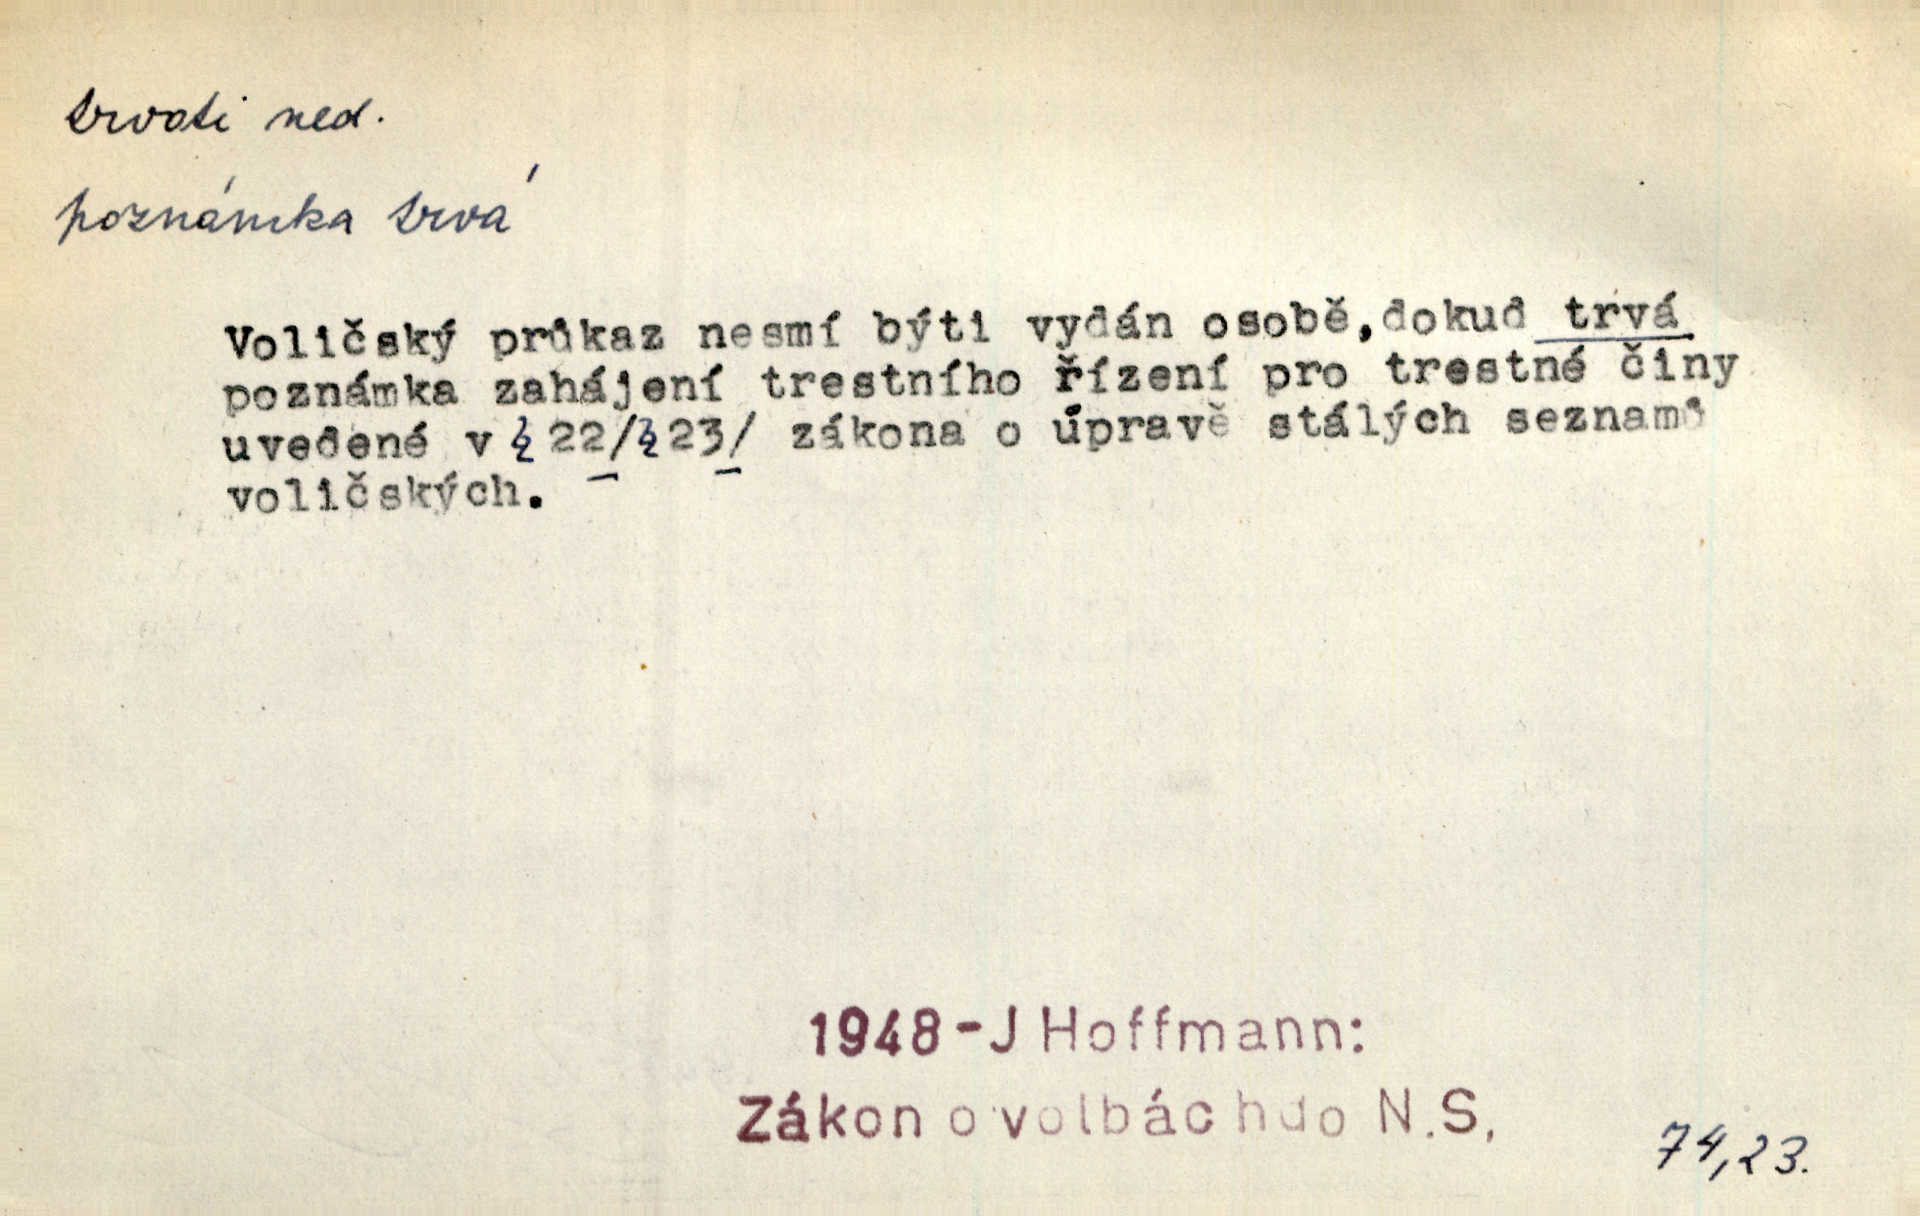 trvati ned.
poznámka trvá
Voličský průkaz nesmí býti vydán osobě,dokud trvá
poznámka zahájení trestního řízení pro trestné činy
uvedené v § 22/§ 23/ zákona o úpravě stálých seznamů
voličských.
1948-J Hoffmann:
Zákon o volbách do N.S,
74,23.